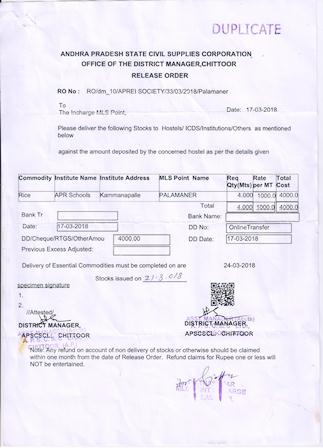 DUPLICATE
ANDHRA PRADESH STATE CIVIL SUPPLIES CORPORATION
OFFICE OF THE DISTRICT MANAGER,CHITTOOR
RELEASE ORDER
RO No : RO/dm_10/APREI SOCIETY/33/03/2018/Palamaner
To
The Incharge MLS Point,
Date: 17-03-2018
Please deliver the following Stocks to Hostels/ ICDS/Institutions/Others as mentioned
below
against the amount deposited by the concerned hostel as per the details given
Commodity Institute Name Institute Address MLS Point Name Req Qty(Mts) Rate per MT Total Cost
Rice APR Schools Kammanapalle PALAMANER 4.000 1000.0 4000.0
Total 4.000 1000.0 4000.0
Bank Tr Bank Name:
Date: 17-03-2018 DD No: OnlineTransfer
DD/Cheque/RTGS/OtherAmou 4000.00 DD Date: 17-03-2018
Previous Excess Adjusted:
Delivery of Essential Commodities must be completed on are 24-03-2018
Stocks issued on
specimen signature
1.
2.
//Attested/
DISTRICT MANAGER, DISTRICT MANAGER,
APSCSCL, CHITTOOR APSCSCL, CHITTOOR
Note: Any refund on account of non delivery of stocks or otherwise should be claimed
within one month from the date of Release Order. Refund claims for Rupee one or less will
NOT be entertained.